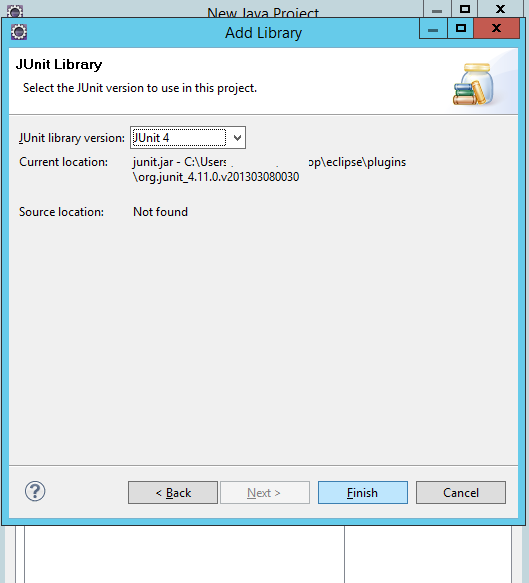 New Java Project
Add Library
JUnit Library
Select the JUnit version to use in this project.
JUnit library version: JUnit 4
Current location: junit.jar - C:\Users op\eclipse\plugins
\org.junit_4.11.0.v201303080030
Source location: Not found
< Back Next > Finish Cancel